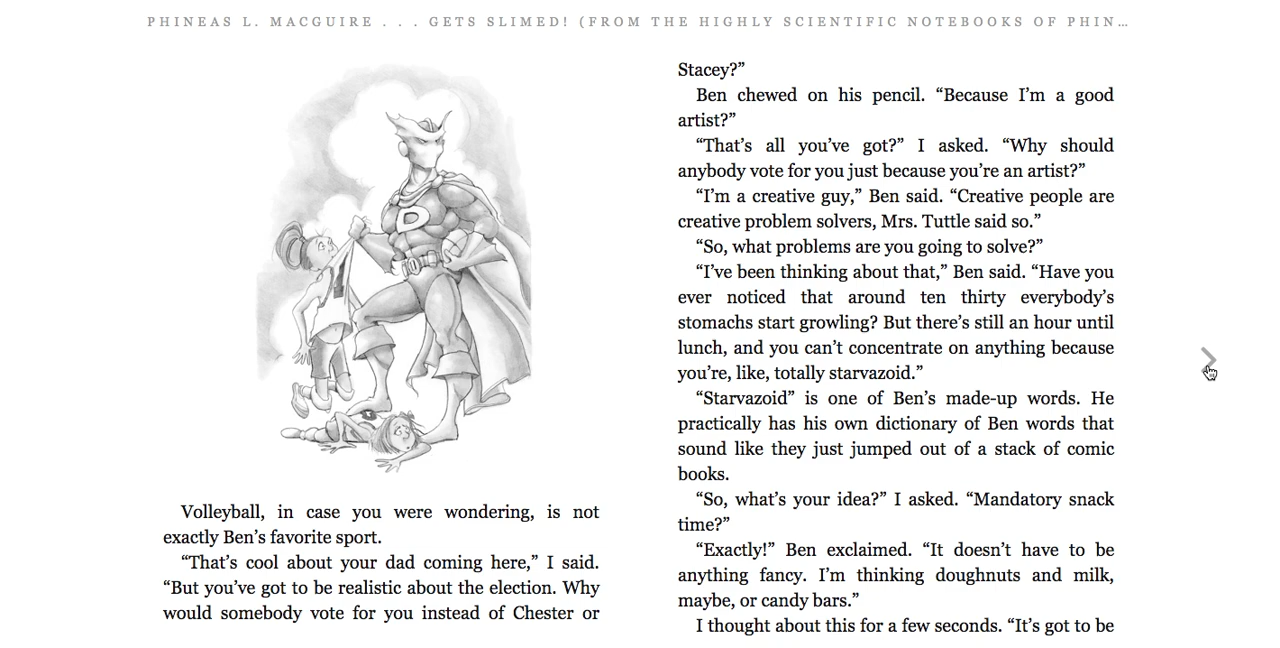 PHINEAS L. MACGUIRE . . . GETS SLIMED! (FROM THE HIGHLY SCIENTIFIC NOTEBOOKS OF PHIN…
D
Volleyball, in case you were wondering, is not
exactly Ben’s favorite sport.
“That’s cool about your dad coming here,” I said.
“But you’ve got to be realistic about the election. Why
would somebody vote for you instead of Chester or
Stacey?”
Ben chewed on his pencil. “Because I’m a good
artist?”
“That’s all you’ve got?” I asked. “Why should
anybody vote for you just because you’re an artist?”
“I’m a creative guy,” Ben said. “Creative people are
creative problem solvers, Mrs. Tuttle said so.”
“So, what problems are you going to solve?”
“I’ve been thinking about that,” Ben said. “Have you
ever noticed that around ten thirty everybody’s
stomachs start growling? But there’s still an hour until
lunch, and you can’t concentrate on anything because
you’re, like, totally starvazoid.”
“Starvazoid” is one of Ben’s made-up words. He
practically has his own dictionary of Ben words that
sound like they just jumped out of a stack of comic
books.
“So, what’s your idea?” I asked. “Mandatory snack
time?”
“Exactly!” Ben exclaimed. “It doesn’t have to be
anything fancy. I’m thinking doughnuts and milk,
maybe, or candy bars.”
I thought about this for a few seconds. “It’s got to be